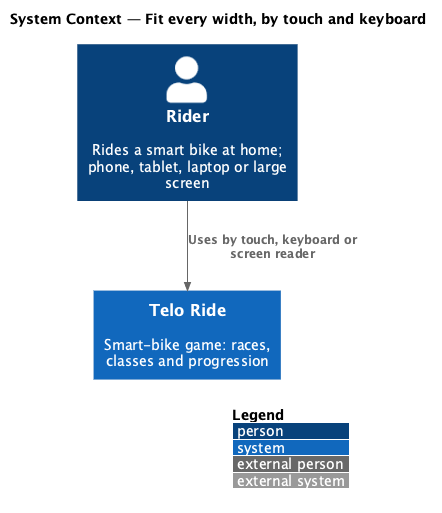 System Context — Fit every width, by touch and keyboard
Rider
Rides a smart bike at home;
phone, tablet, laptop or large
screen
Uses by touch, keyboard or
screen reader
Telo Ride
Smart-bike game: races,
classes and progression
Legend
person
system
external person
external system